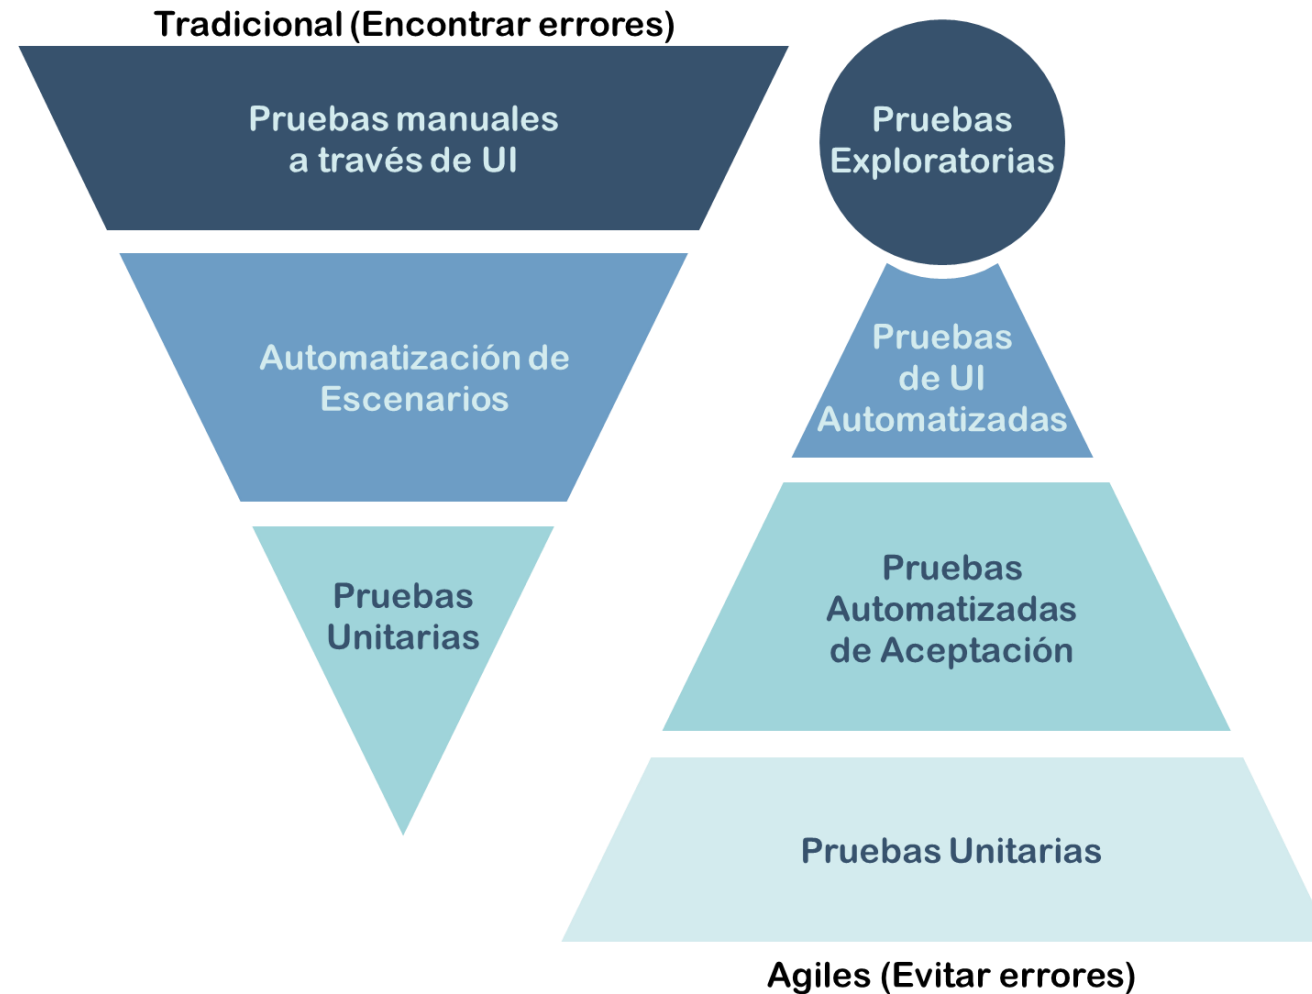 Tradicional (Encontrar errores)
Pruebas manuales
a través de UI
Automatización de
Escenarios
Pruebas
Unitarias
Pruebas
Exploratorias
Pruebas
de UI
Automatizadas
Pruebas
Automatizadas
de Aceptación
Pruebas Unitarias
Agiles (Evitar errores)